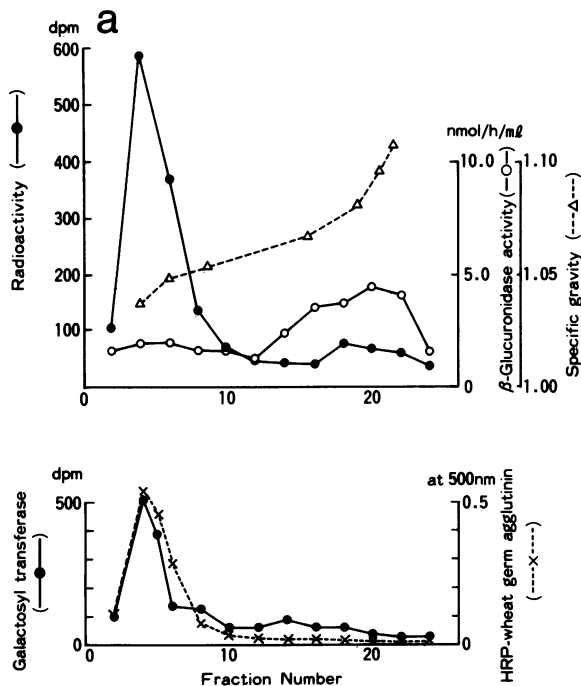 a
dpm
600
500
400
300
200
100
Radioactivity (—●—)
0
10
20
nmol/h/mℓ
10.0
5.0
0
β-Glucuronidase activity (—○—)
1.10
1.05
1.00
Specific gravity (---△---)
dpm
500
0
Galactosyl transferase (—●—)
at 500nm
0.5
0
HRP-wheat germ agglutinin (---×---)
0
10
20
Fraction Number